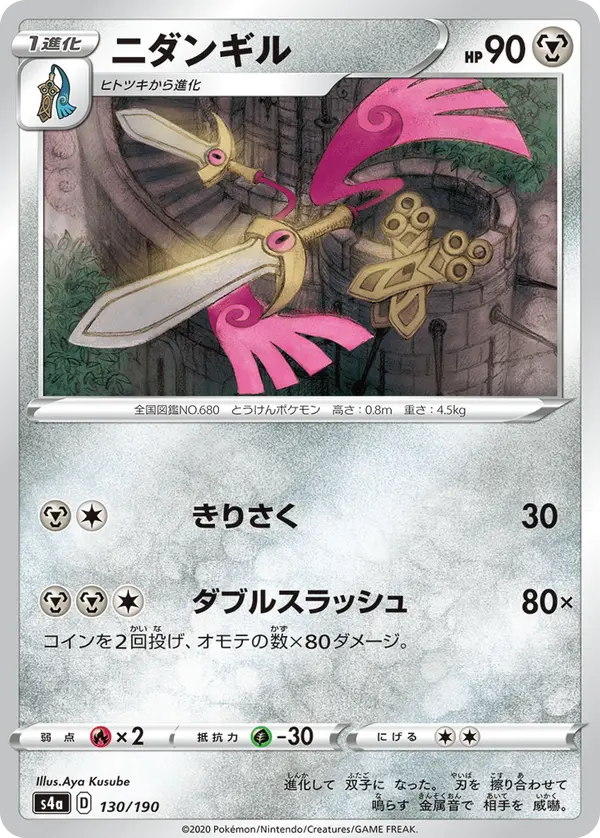 1進化
ニダンギル
HP90
ヒトツキから進化
全国図鑑NO.680 とうけんポケモン 高さ:0.8m 重さ:4.5kg
きりさく 30
ダブルスラッシュ 80×
コインを2回投げ、オモテの数×80ダメージ。
弱点 ×2 抵抗力 -30 にげる
Illus.Aya Kusube
進化して 双子に なった。刃を 擦り合わせて
鳴らす 金属音で 相手を 威嚇。
s4a D 130/190
©2020 Pokémon/Nintendo/Creatures/GAME FREAK.